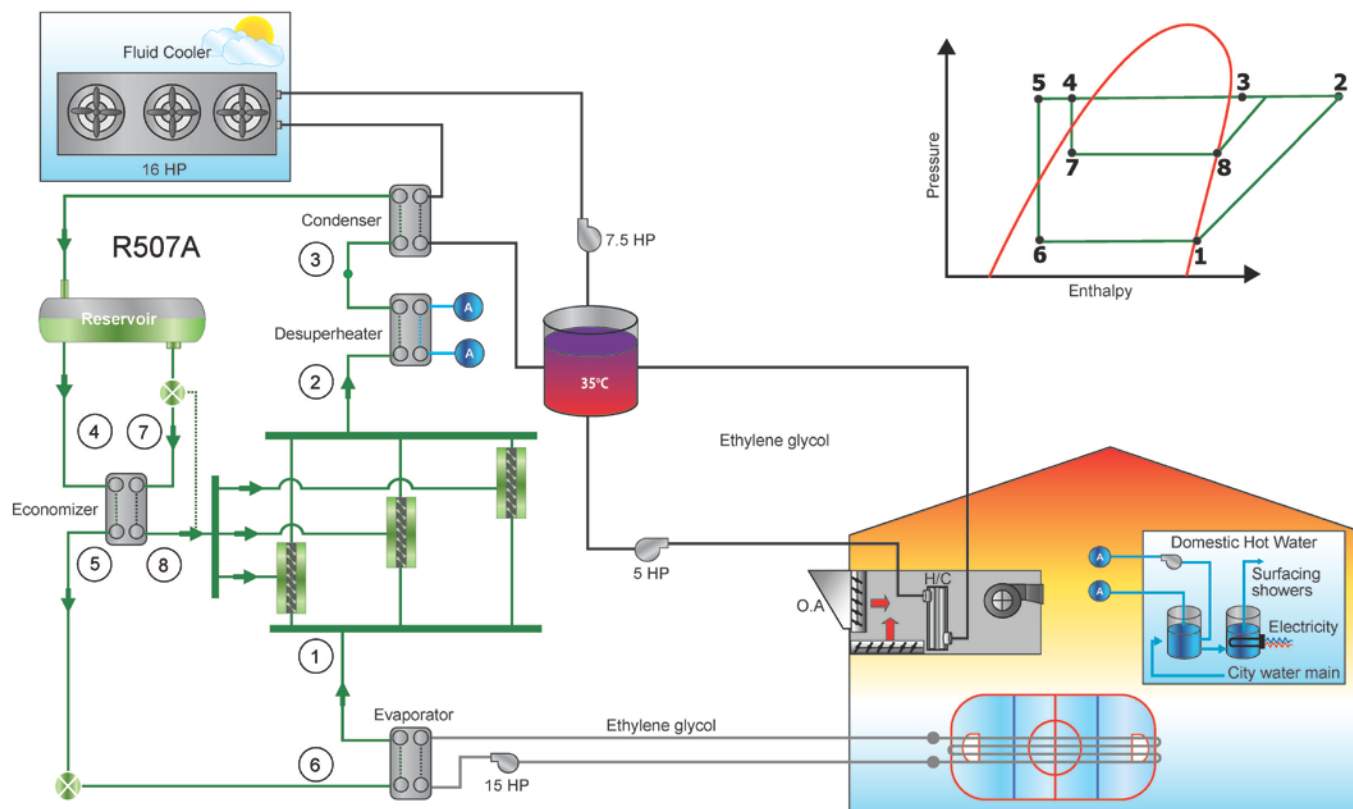 Fluid Cooler
16 HP
Condenser
7.5 HP
R507A
3
Reservoir
Desuperheater
A
A
2
35ºC
4
7
Ethylene glycol
Economizer
5
8
5 HP
1
Evaporator
Ethylene glycol
6
15 HP
Pressure
5
4
3
2
7
8
6
1
Enthalpy
O.A
H/C
Domestic Hot Water
A
A
Surfacing
showers
Electricity
City water main